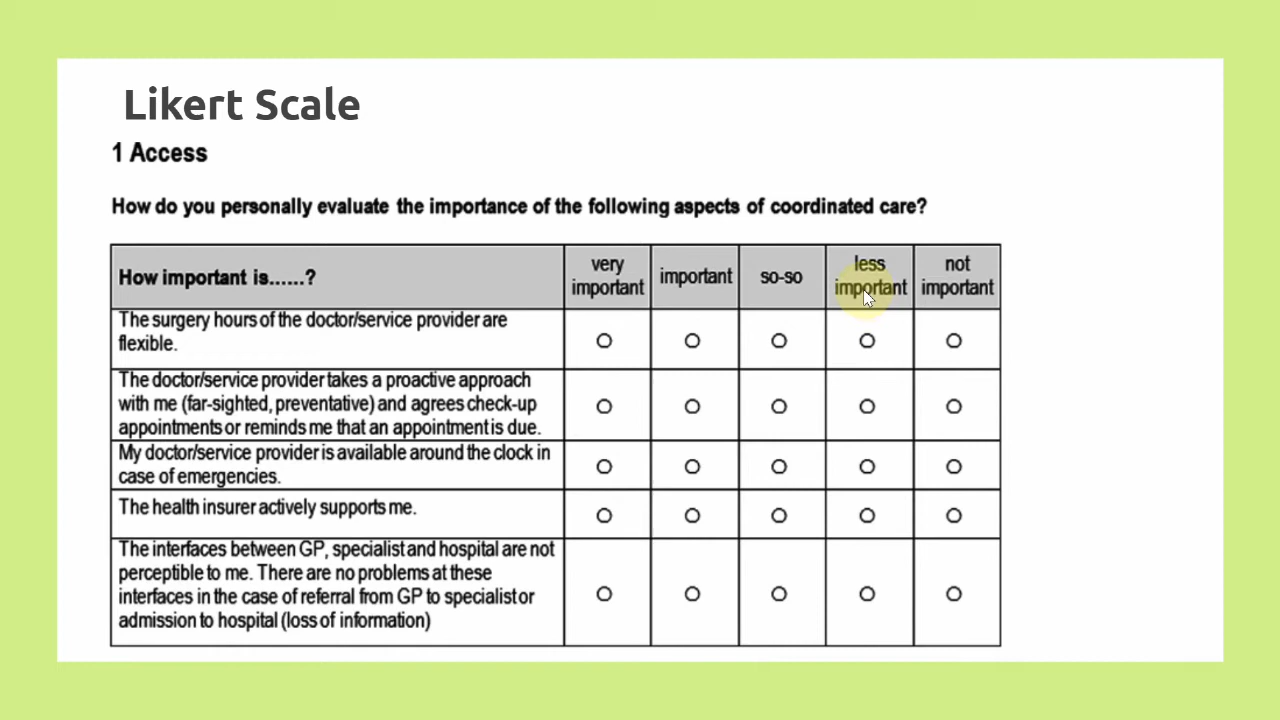 Likert Scale
1 Access
How do you personally evaluate the importance of the following aspects of coordinated care?
How important is......?
very
important
important
so-so
less
important
not
important
The surgery hours of the doctor/service provider are
flexible.
The doctor/service provider takes a proactive approach
with me (far-sighted, preventative) and agrees check-up
appointments or reminds me that an appointment is due.
My doctor/service provider is available around the clock in
case of emergencies.
The health insurer actively supports me.
The interfaces between GP, specialist and hospital are not
perceptible to me. There are no problems at these
interfaces in the case of referral from GP to specialist or
admission to hospital (loss of information)